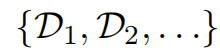 {𝒟₁, 𝒟₂, …}